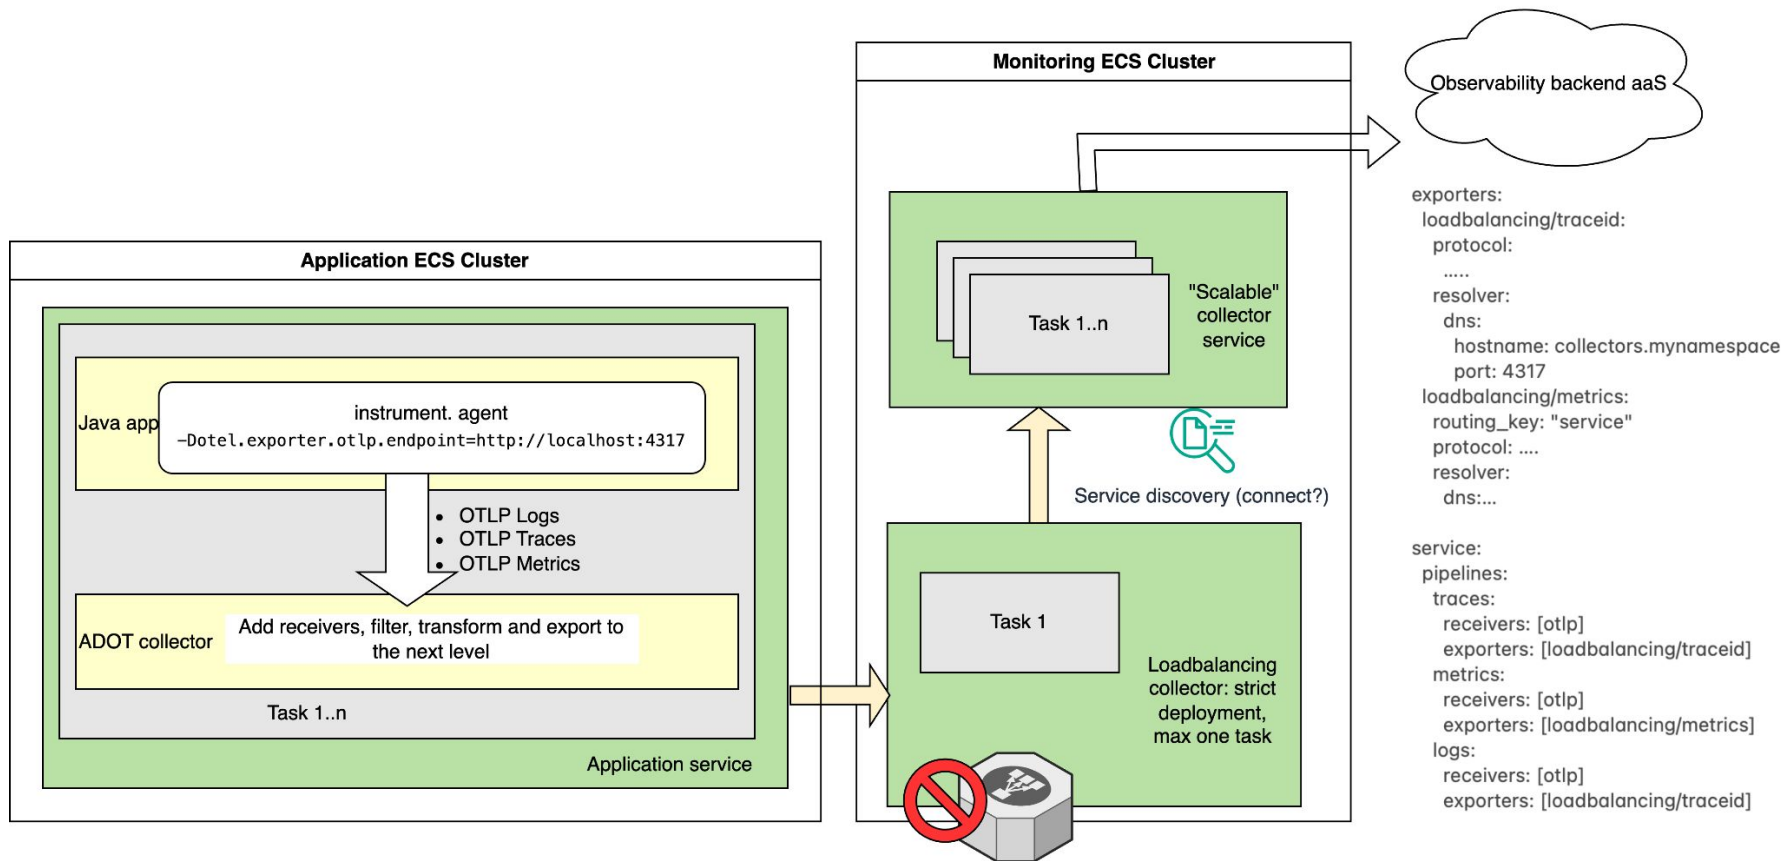 Application ECS Cluster
Java app
instrument. agent
-Dotel.exporter.otlp.endpoint=http://localhost:4317
• OTLP Logs
• OTLP Traces
• OTLP Metrics
ADOT collector
Add receivers, filter, transform and export to
the next level
Task 1..n
Application service
Monitoring ECS Cluster
Task 1..n
"Scalable"
collector
service
Service discovery (connect?)
Task 1
Loadbalancing
collector: strict
deployment,
max one task
Observability backend aaS
exporters:
loadbalancing/traceid:
protocol:
.....
resolver:
dns:
hostname: collectors.mynamespace
port: 4317
loadbalancing/metrics:
routing_key: "service"
protocol: ....
resolver:
dns:...
service:
pipelines:
traces:
receivers: [otlp]
exporters: [loadbalancing/traceid]
metrics:
receivers: [otlp]
exporters: [loadbalancing/metrics]
logs:
receivers: [otlp]
exporters: [loadbalancing/traceid]